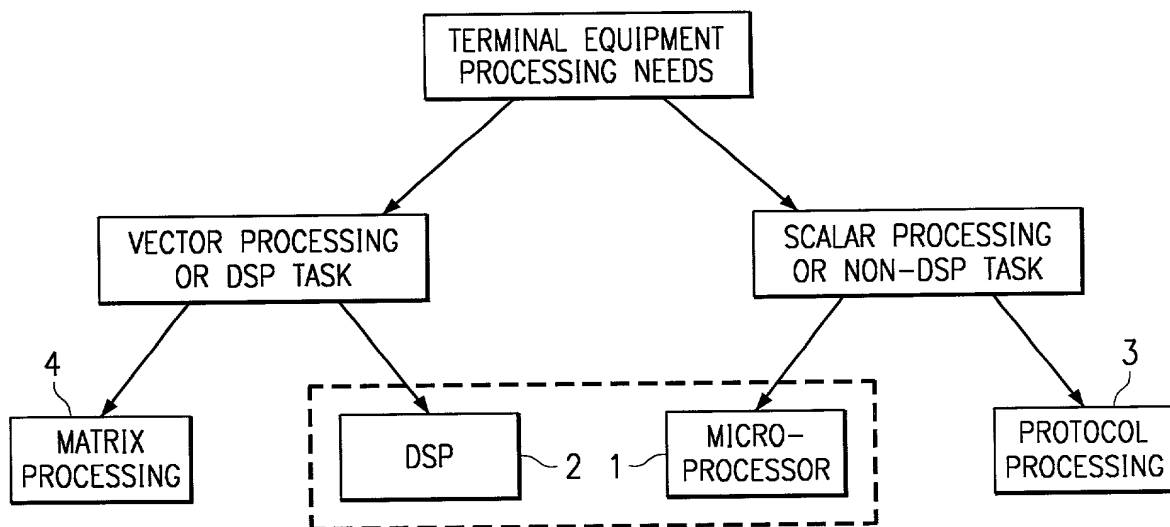 TERMINAL EQUIPMENT
PROCESSING NEEDS
VECTOR PROCESSING
OR DSP TASK
SCALAR PROCESSING
OR NON-DSP TASK
4
3
MATRIX
PROCESSING
DSP
2
1
MICRO-
PROCESSOR
PROTOCOL
PROCESSING